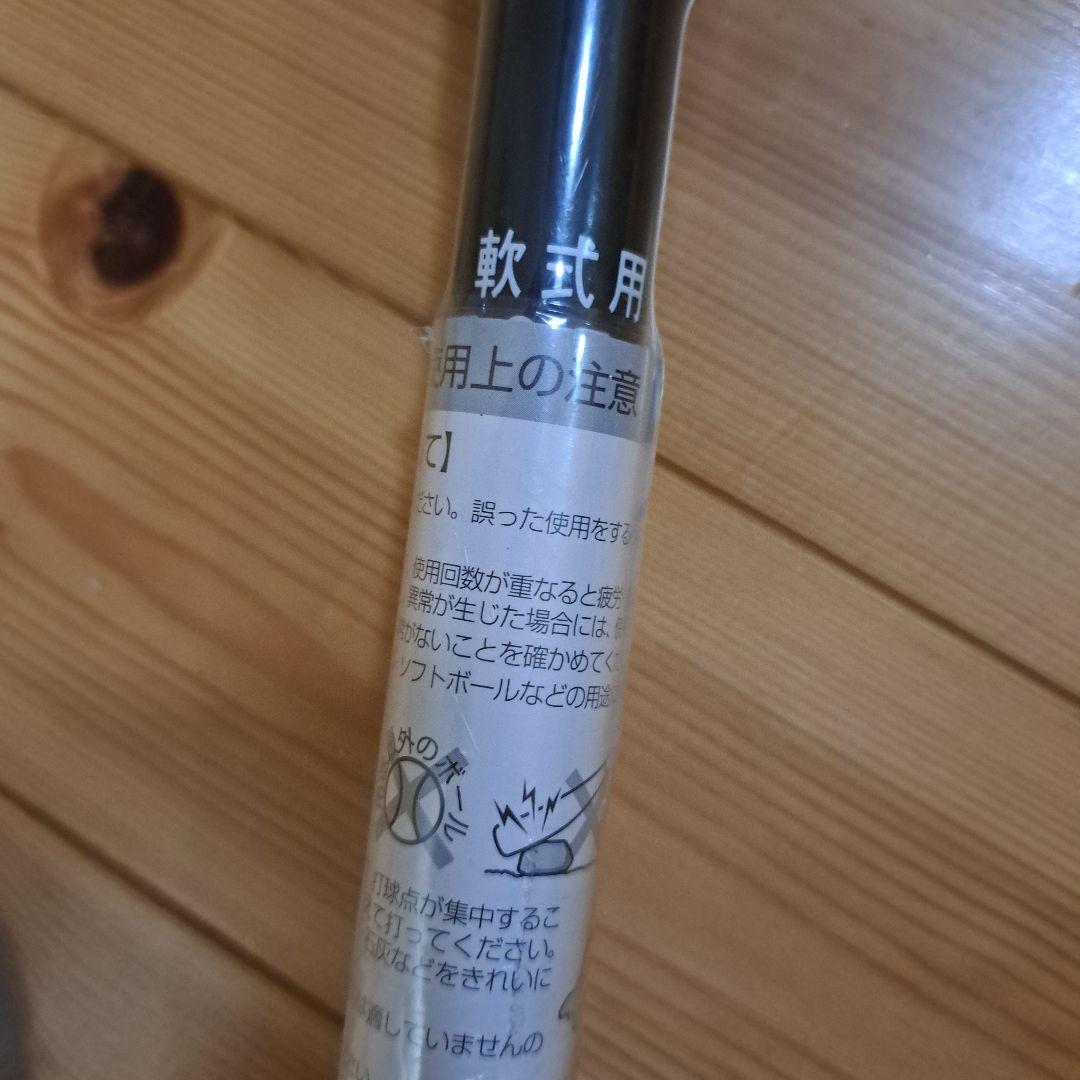 軟式用
用上の注意
て】
ださい。誤った使用をする
使用回数が重なると疲労
異常が生じた場合には、使
がないことを確かめてくだ
ソフトボールなどの用途
外のボール
打球点が集中するこ
て打ってください。
石灰などをきれいに
適していませんの